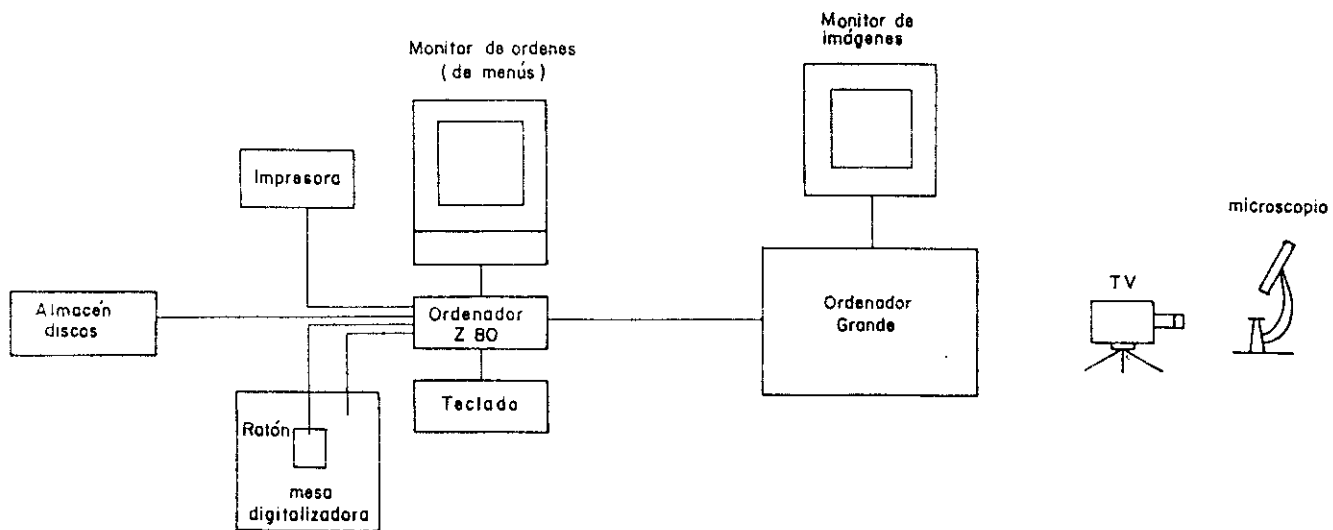 Monitor de ordenes
(de menús)
Monitor de
imágenes
Impresora
microscopio
Almacén
discos
Ordenador
Z 80
Ordenador
Grande
TV
Teclado
Ratón
mesa
digitalizadora